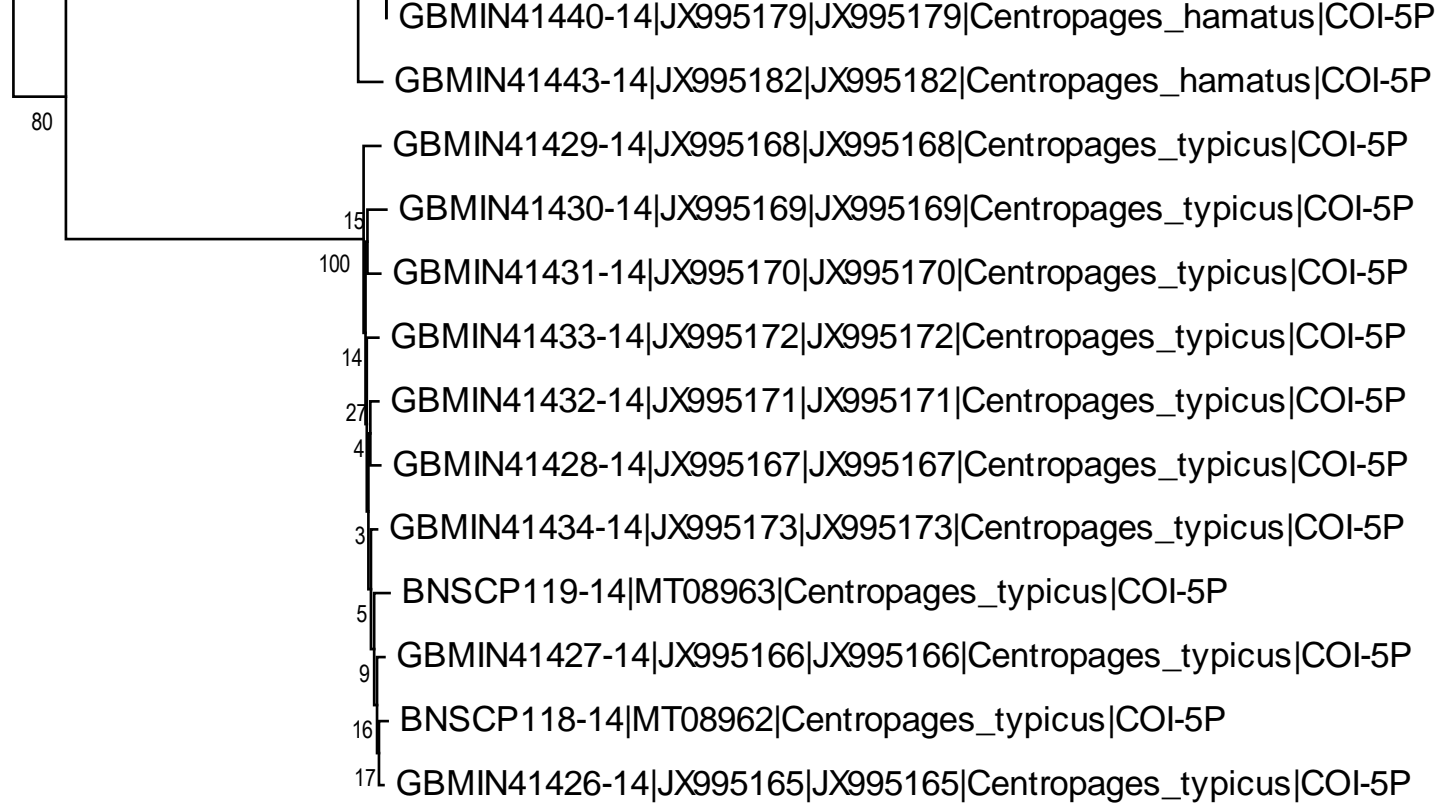 GBMIN41440-14|JX995179|JX995179|Centropages_hamatus|COI-5P
GBMIN41443-14|JX995182|JX995182|Centropages_hamatus|COI-5P
80
GBMIN41429-14|JX995168|JX995168|Centropages_typicus|COI-5P
GBMIN41430-14|JX995169|JX995169|Centropages_typicus|COI-5P
15
100
GBMIN41431-14|JX995170|JX995170|Centropages_typicus|COI-5P
GBMIN41433-14|JX995172|JX995172|Centropages_typicus|COI-5P
14
GBMIN41432-14|JX995171|JX995171|Centropages_typicus|COI-5P
27
4
GBMIN41428-14|JX995167|JX995167|Centropages_typicus|COI-5P
GBMIN41434-14|JX995173|JX995173|Centropages_typicus|COI-5P
3
BNSCP119-14|MT08963|Centropages_typicus|COI-5P
5
GBMIN41427-14|JX995166|JX995166|Centropages_typicus|COI-5P
9
BNSCP118-14|MT08962|Centropages_typicus|COI-5P
16
GBMIN41426-14|JX995165|JX995165|Centropages_typicus|COI-5P
17